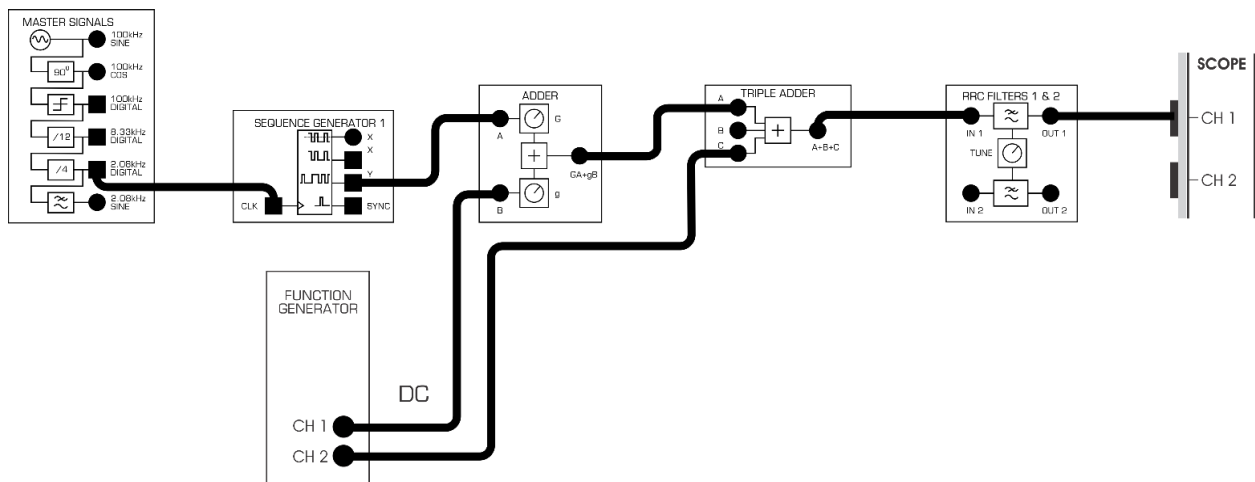 MASTER SIGNALS
100kHz
SINE
90°
100kHz
COS
100kHz
DIGITAL
/12
8.33kHz
DIGITAL
/4
2.08kHz
DIGITAL
2.08kHz
SINE
SEQUENCE GENERATOR 1
X
X
Y
CLK
SYNC
FUNCTION
GENERATOR
DC
CH 1
CH 2
ADDER
G
A
GA+gB
g
B
TRIPLE ADDER
A
B
C
A+B+C
RRC FILTERS 1 & 2
IN 1
OUT 1
TUNE
IN 2
OUT 2
SCOPE
CH 1
CH 2